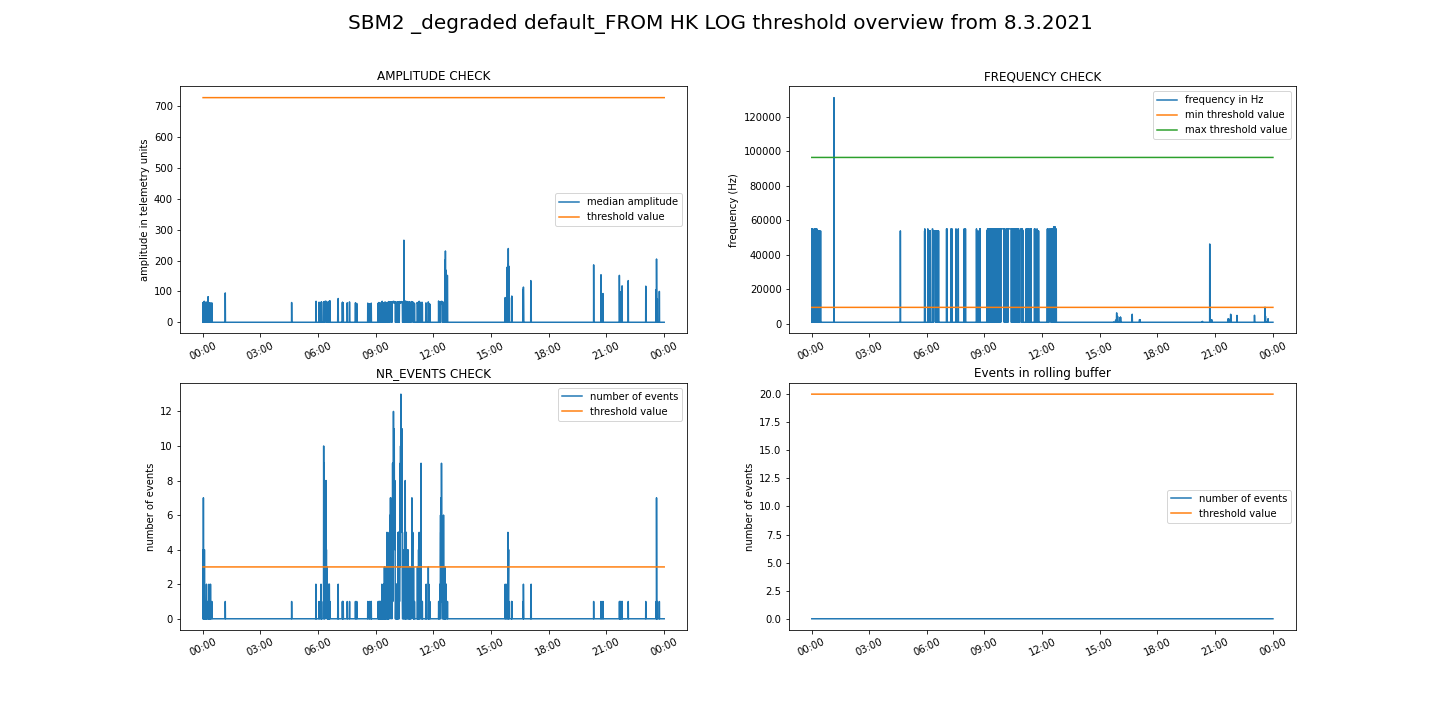 SBM2 _degraded default_FROM HK LOG threshold overview from 8.3.2021
AMPLITUDE CHECK
amplitude in telemetry units
700
600
500
400
300
200
100
0
median amplitude
threshold value
00:00 03:00 06:00 09:00 12:00 15:00 18:00 21:00 00:00
FREQUENCY CHECK
frequency (Hz)
120000
100000
80000
60000
40000
20000
0
frequency in Hz
min threshold value
max threshold value
00:00 03:00 06:00 09:00 12:00 15:00 18:00 21:00 00:00
NR_EVENTS CHECK
number of events
12
10
8
6
4
2
0
number of events
threshold value
00:00 03:00 06:00 09:00 12:00 15:00 18:00 21:00 00:00
Events in rolling buffer
number of events
20.0
17.5
15.0
12.5
10.0
7.5
5.0
2.5
0.0
number of events
threshold value
00:00 03:00 06:00 09:00 12:00 15:00 18:00 21:00 00:00